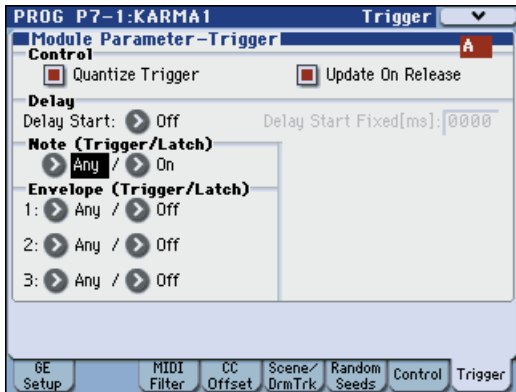 PROG P7-1:KARMA1 Trigger
Module Parameter-Trigger
A
Control
Quantize Trigger Update On Release
Delay
Delay Start: Off Delay Start Fixed[ms]: 0000
Note (Trigger/Latch)
Any / On
Envelope (Trigger/Latch)
1: Any / Off
2: Any / Off
3: Any / Off
GE Setup MIDI Filter CC Offset Scene/DrmTrk Random Seeds Control Trigger